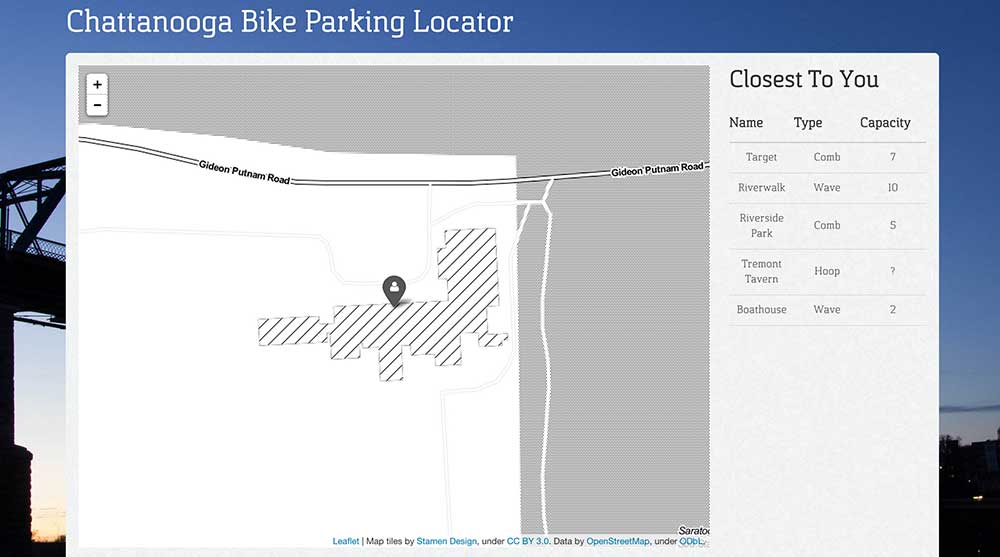 Chattanooga Bike Parking Locator
+
-
Gideon Putnam Road
Gideon Putnam Road
Leaflet | Map tiles by Stamen Design, under CC BY 3.0. Data by OpenStreetMap, under ODbL.
Closest To You
Name Type Capacity
Target Comb 7
Riverwalk Wave 10
Riverside
Park Comb 5
Tremont
Tavern Hoop ?
Boathouse Wave 2